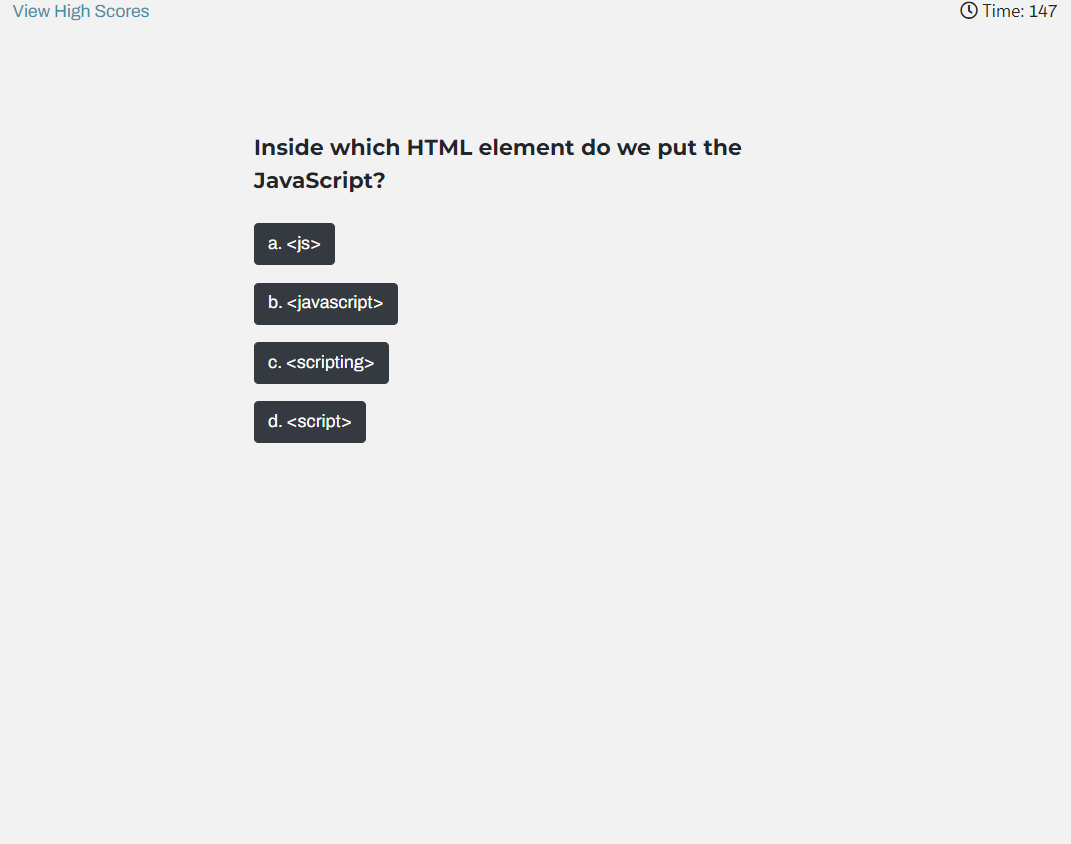 View High Scores
Time: 147
Inside which HTML element do we put the
JavaScript?
a. <js>
b. <javascript>
c. <scripting>
d. <script>